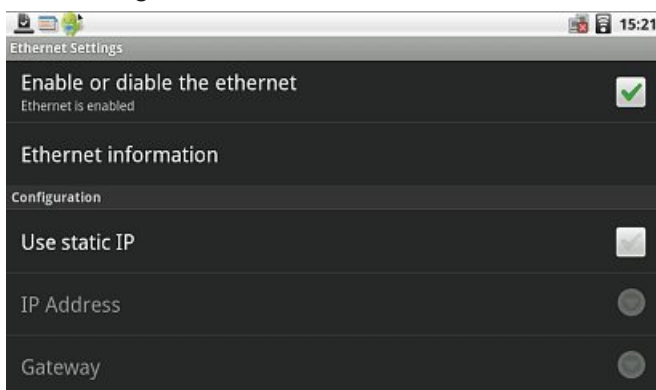 15:21
Ethernet Settings
Enable or diable the ethernet
Ethernet is enabled
Ethernet information
Configuration
Use static IP
IP Address
Gateway